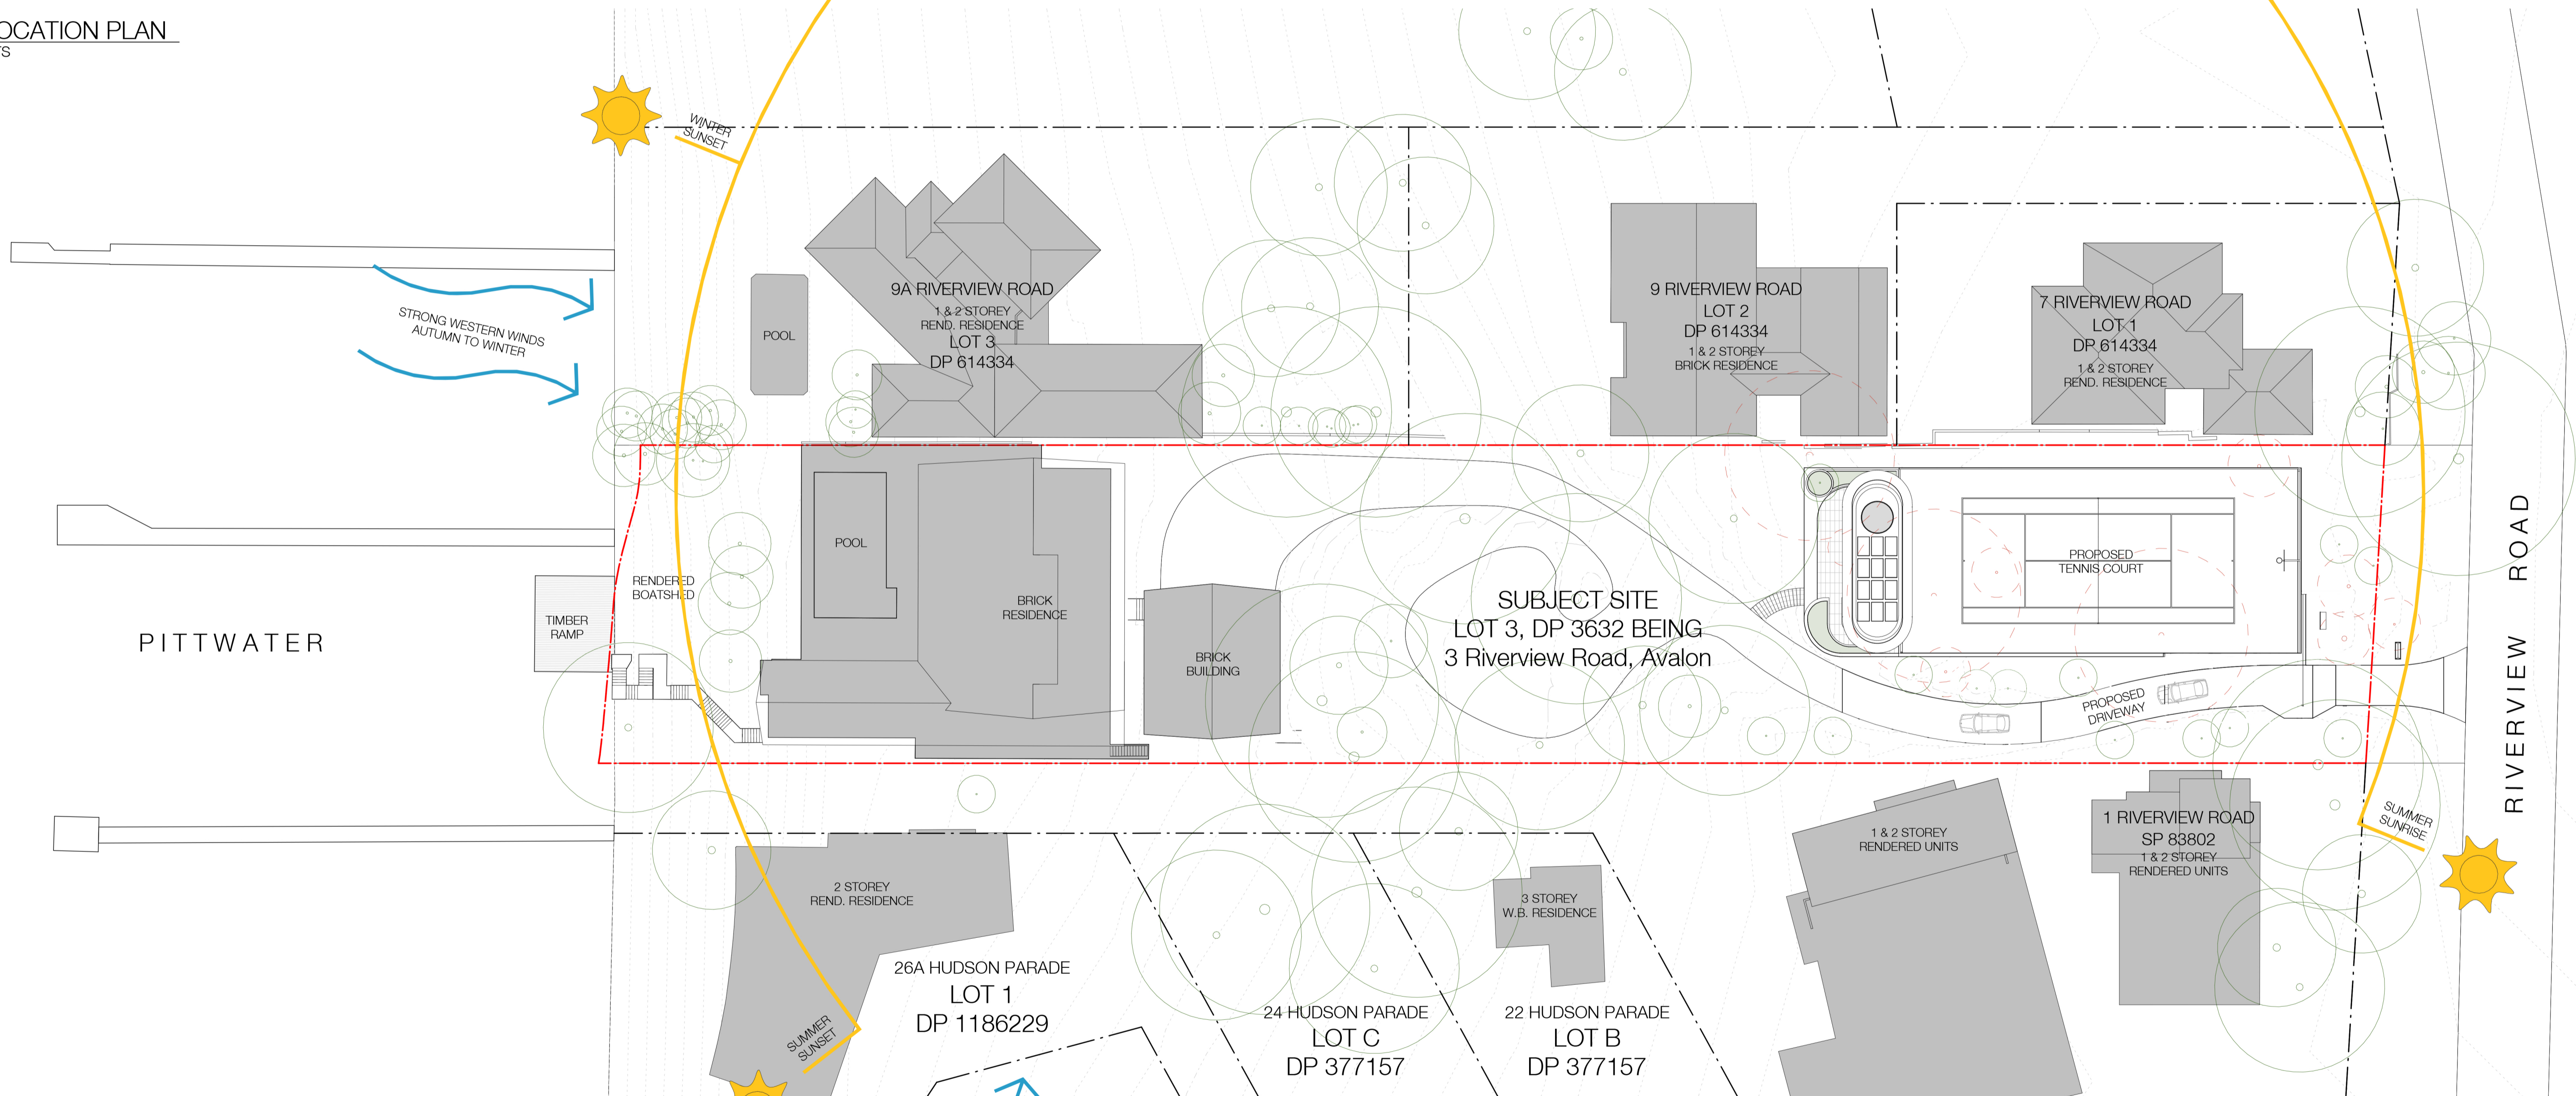 OCATION PLAN
TS
WINTER
SUNSET
STRONG WESTERN WINDS
AUTUMN TO WINTER
POOL
9A RIVERVIEW ROAD
1 & 2 STOREY
REND. RESIDENCE
LOT 3
DP 614334
9 RIVERVIEW ROAD
LOT 2
DP 614334
1 & 2 STOREY
BRICK RESIDENCE
7 RIVERVIEW ROAD
LOT 1
DP 614334
1 & 2 STOREY
REND. RESIDENCE
PITTWATER
TIMBER
RAMP
RENDERED
BOATSHED
POOL
BRICK
RESIDENCE
BRICK
BUILDING
SUBJECT SITE
LOT 3, DP 3632 BEING
3 Riverview Road, Avalon
PROPOSED
TENNIS COURT
PROPOSED
DRIVEWAY
RIVERVIEW ROAD
2 STOREY
REND. RESIDENCE
26A HUDSON PARADE
LOT 1
DP 1186229
SUMMER
SUNSET
24 HUDSON PARADE
LOT C
DP 377157
3 STOREY
W.B. RESIDENCE
22 HUDSON PARADE
LOT B
DP 377157
1 & 2 STOREY
RENDERED UNITS
1 RIVERVIEW ROAD
SP 83802
1 & 2 STOREY
RENDERED UNITS
SUMMER
SUNRISE